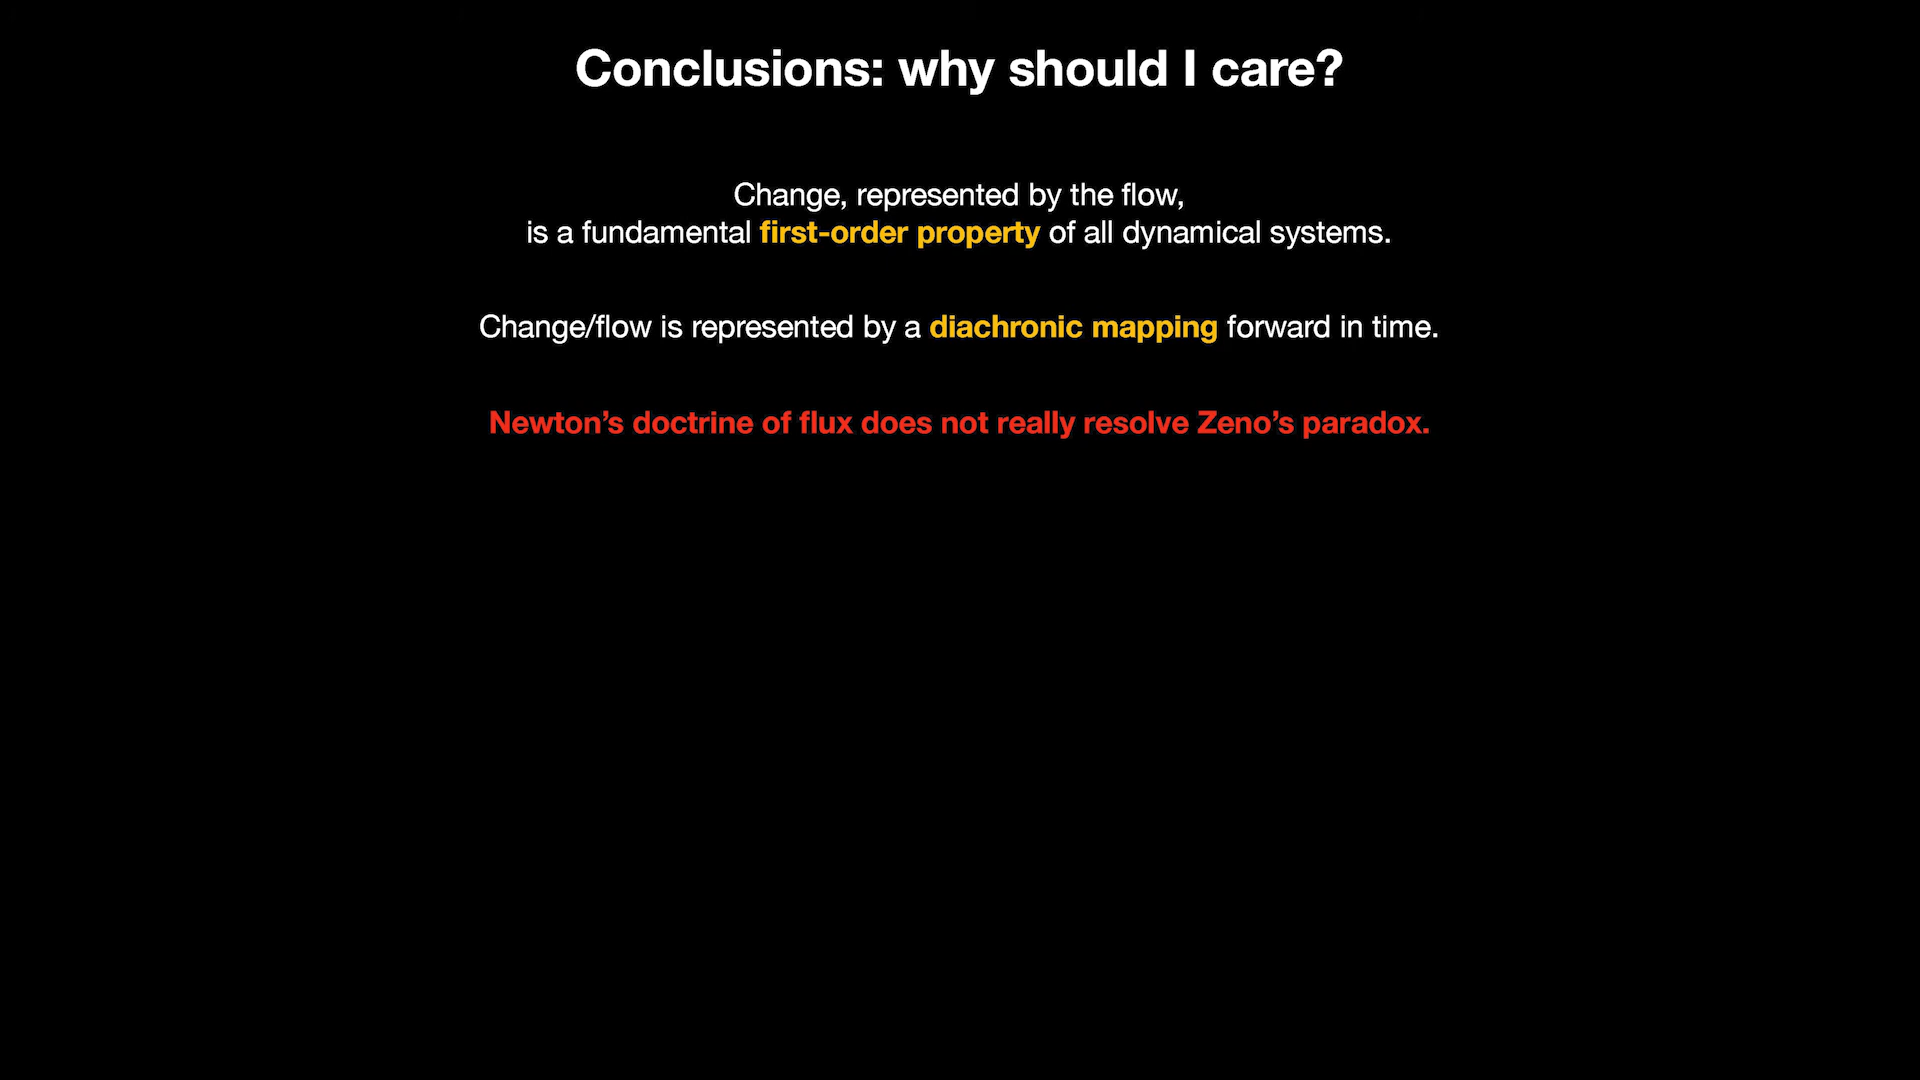 Conclusions: why should I care?
Change, represented by the flow,
is a fundamental first-order property of all dynamical systems.
Change/flow is represented by a diachronic mapping forward in time.
Newton’s doctrine of flux does not really resolve Zeno’s paradox.